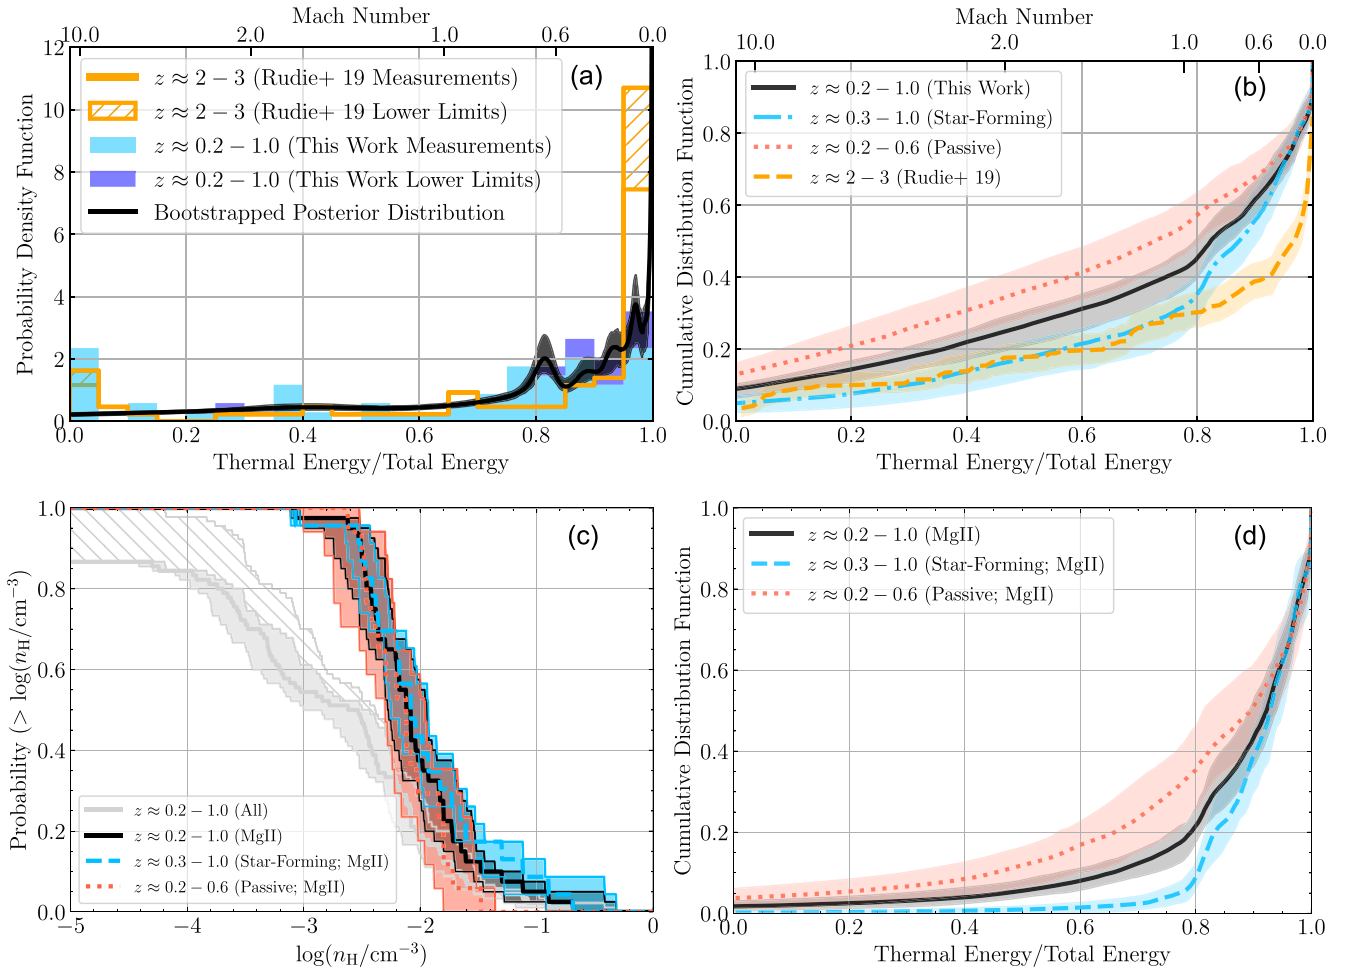 Mach Number
10.0 2.0 1.0 0.6 0.0
12
10
8
6
4
2
0
Probability Density Function
(a)
z ≈ 2 − 3 (Rudie+ 19 Measurements)
z ≈ 2 − 3 (Rudie+ 19 Lower Limits)
z ≈ 0.2 − 1.0 (This Work Measurements)
z ≈ 0.2 − 1.0 (This Work Lower Limits)
Bootstrapped Posterior Distribution
0.0 0.2 0.4 0.6 0.8 1.0
Thermal Energy/Total Energy
Mach Number
10.0 2.0 1.0 0.6 0.0
1.0
0.8
0.6
0.4
0.2
0.0
Cumulative Distribution Function
(b)
z ≈ 0.2 − 1.0 (This Work)
z ≈ 0.3 − 1.0 (Star-Forming)
z ≈ 0.2 − 0.6 (Passive)
z ≈ 2 − 3 (Rudie+ 19)
0.0 0.2 0.4 0.6 0.8 1.0
Thermal Energy/Total Energy
1.0
0.8
0.6
0.4
0.2
0.0
Probability (> log(n_H/cm⁻³)
(c)
z ≈ 0.2 − 1.0 (All)
z ≈ 0.2 − 1.0 (MgII)
z ≈ 0.3 − 1.0 (Star-Forming; MgII)
z ≈ 0.2 − 0.6 (Passive; MgII)
−5 −4 −3 −2 −1 0
log(n_H/cm⁻³)
1.0
0.8
0.6
0.4
0.2
0.0
Cumulative Distribution Function
(d)
z ≈ 0.2 − 1.0 (MgII)
z ≈ 0.3 − 1.0 (Star-Forming; MgII)
z ≈ 0.2 − 0.6 (Passive; MgII)
0.0 0.2 0.4 0.6 0.8 1.0
Thermal Energy/Total Energy